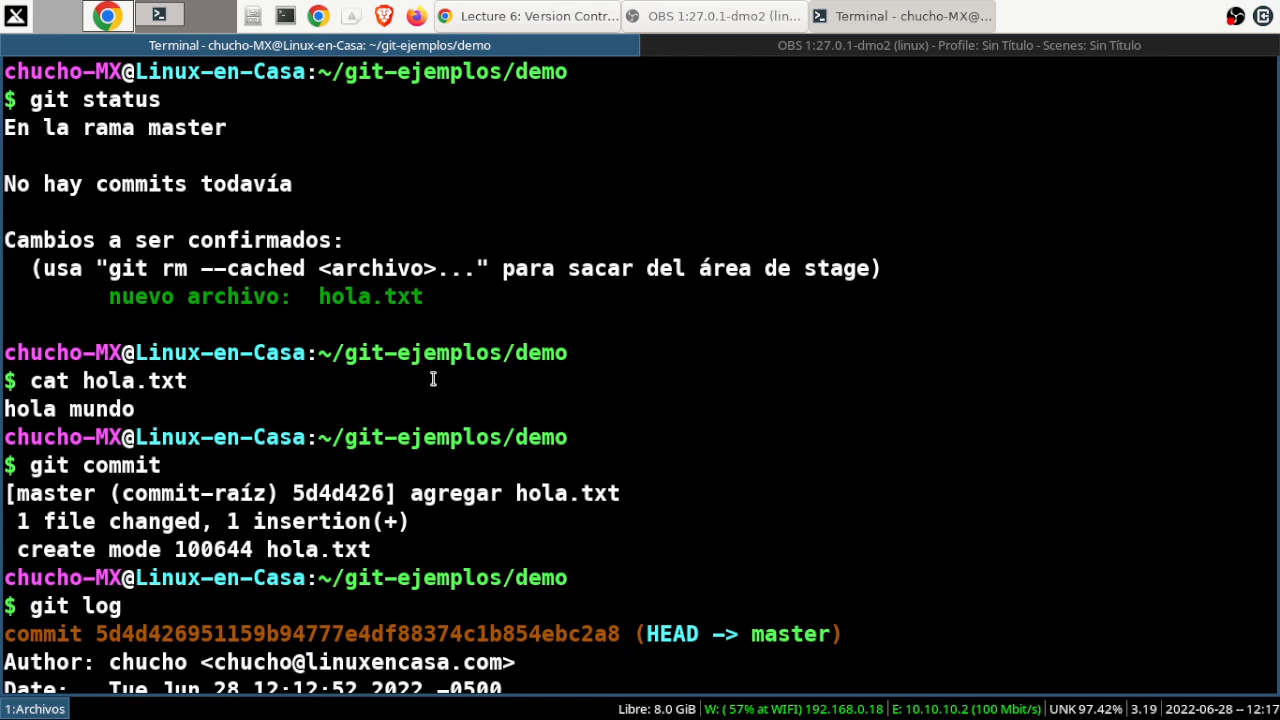 Lecture 6: Version Contr...
OBS 1:27.0.1-dmo2 (lin...
Terminal - chucho-MX@...
Terminal - chucho-MX@Linux-en-Casa: ~/git-ejemplos/demo
OBS 1:27.0.1-dmo2 (linux) - Profile: Sin Título - Scenes: Sin Título
chucho-MX@Linux-en-Casa:~/git-ejemplos/demo
$ git status
En la rama master
No hay commits todavía
Cambios a ser confirmados:
(usa "git rm --cached <archivo>..." para sacar del área de stage)
nuevo archivo: hola.txt
chucho-MX@Linux-en-Casa:~/git-ejemplos/demo
$ cat hola.txt
hola mundo
chucho-MX@Linux-en-Casa:~/git-ejemplos/demo
$ git commit
[master (commit-raíz) 5d4d426] agregar hola.txt
1 file changed, 1 insertion(+)
create mode 100644 hola.txt
chucho-MX@Linux-en-Casa:~/git-ejemplos/demo
$ git log
commit 5d4d426951159b94777e4df88374c1b854ebc2a8 (HEAD -> master)
Author: chucho <chucho@linuxencasa.com>
Date: Tue Jun 28 12:12:52 2022 -0500
1:Archivos
Libre: 8.0 GiB W: ( 57% at WIFI) 192.168.0.18 E: 10.10.10.2 (100 Mbit/s) UNK 97.42% 3.19 2022-06-28 -- 12:17